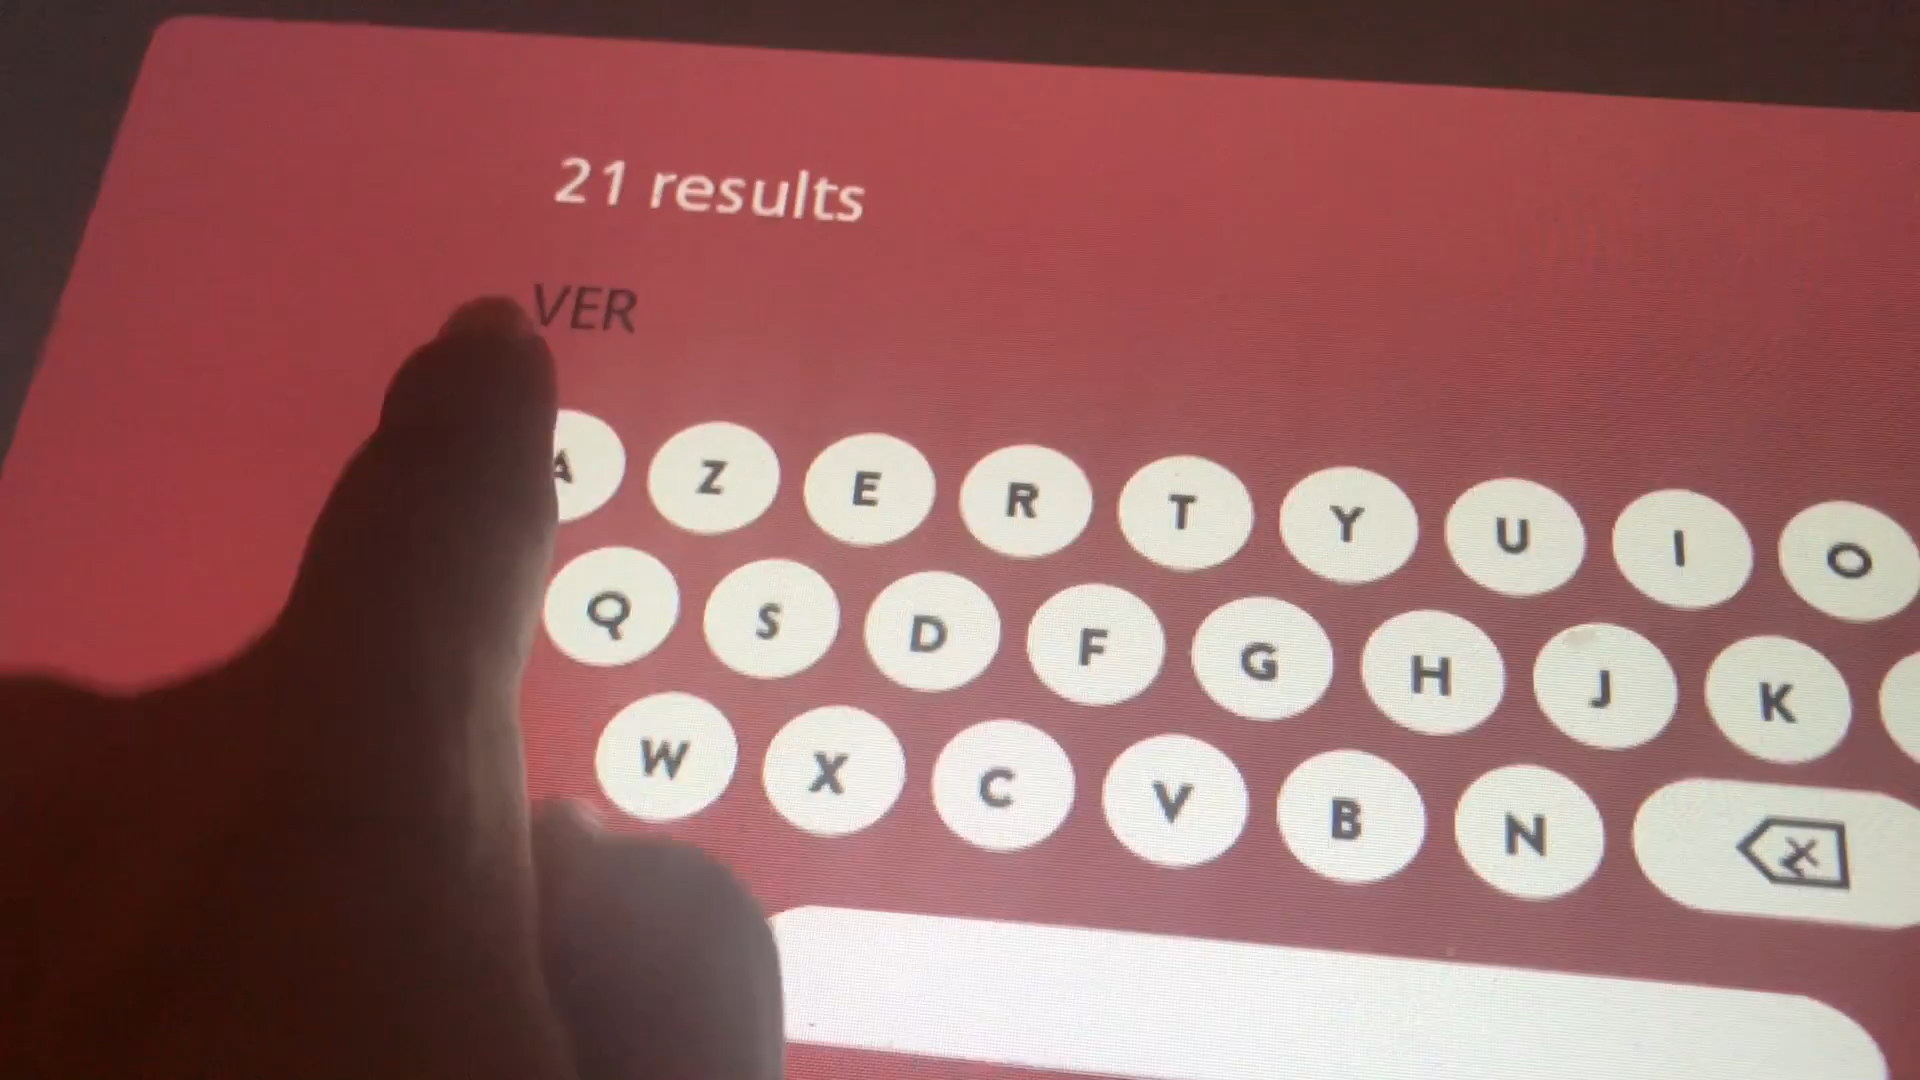 21 results
VER
A Z E R T Y U I O
Q S D F G H J K
W X C V B N